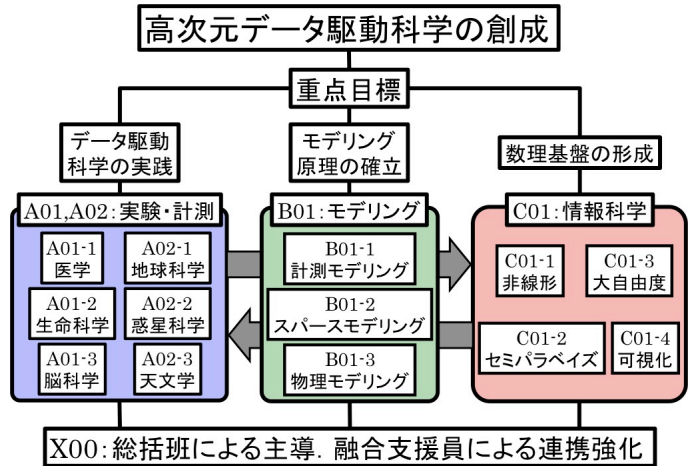 高次元データ駆動科学の創成
重点目標
データ駆動
科学の実践
モデリング
原理の確立
数理基盤の形成
A01,A02:実験・計測
A01-1
医学
A02-1
地球科学
A01-2
生命科学
A02-2
惑星科学
A01-3
脳科学
A02-3
天文学
B01:モデリング
B01-1
計測モデリング
B01-2
スパースモデリング
B01-3
物理モデリング
C01:情報科学
C01-1
非線形
C01-3
大自由度
C01-2
セミパラベイズ
C01-4
可視化
X00:総括班による主導.融合支援員による連携強化